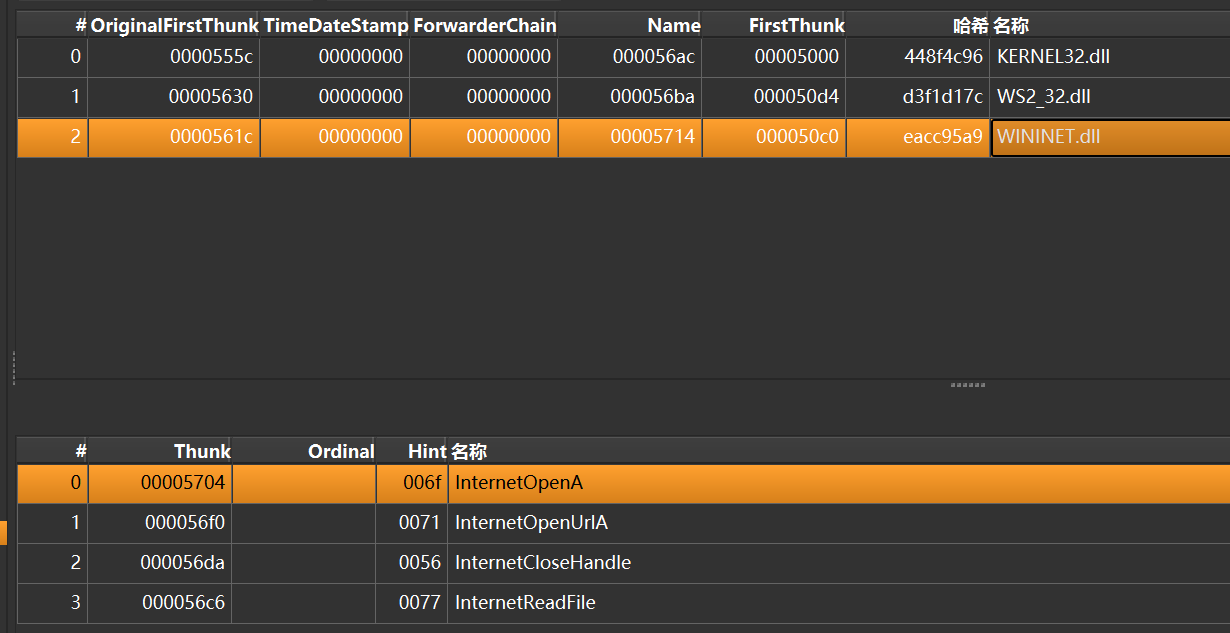 # OriginalFirstThunk TimeDateStamp ForwarderChain Name FirstThunk 哈希 名称
0 0000555c 00000000 00000000 000056ac 00005000 448f4c96 KERNEL32.dll
1 00005630 00000000 00000000 000056ba 000050d4 d3f1d17c WS2_32.dll
2 0000561c 00000000 00000000 00005714 000050c0 eacc95a9 WININET.dll
# Thunk Ordinal Hint 名称
0 00005704 006f InternetOpenA
1 000056f0 0071 InternetOpenUrlA
2 000056da 0056 InternetCloseHandle
3 000056c6 0077 InternetReadFile